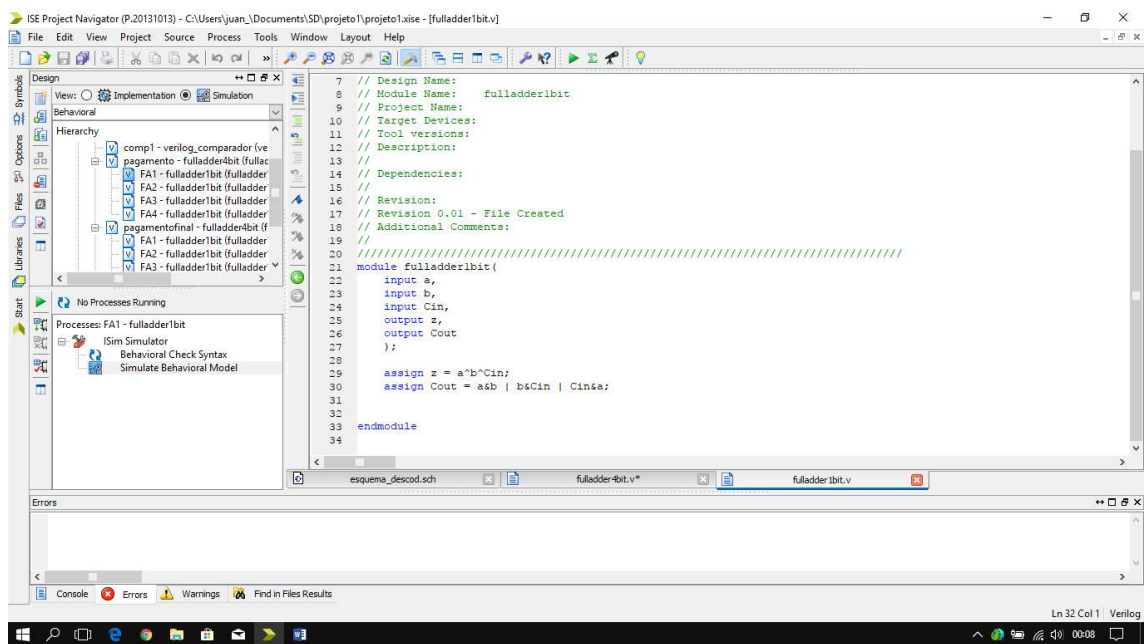 ISE Project Navigator (P.20131013) - C:\Users\juan_\Documents\SD\projeto1\projeto1.xise - [fulladder1bit.v]
File Edit View Project Source Process Tools Window Layout Help
Design
View: Implementation Simulation
Behavioral
Hierarchy
comp1 - verilog_comparador (ve
pagamento - fulladder4bit (fullac
FA1 - fulladder1bit (fulladder
FA2 - fulladder1bit (fulladder
FA3 - fulladder1bit (fulladder
FA4 - fulladder1bit (fulladder
pagamentofinal - fulladder4bit (f
FA1 - fulladder1bit (fulladder
FA2 - fulladder1bit (fulladder
FA3 - fulladder1bit (fulladder
No Processes Running
Processes: FA1 - fulladder1bit
ISim Simulator
Behavioral Check Syntax
Simulate Behavioral Model
Symbols
Options
Files
Libraries
Start
7 // Design Name:
8 // Module Name: fulladder1bit
9 // Project Name:
10 // Target Devices:
11 // Tool versions:
12 // Description:
13 //
14 // Dependencies:
15 //
16 // Revision:
17 // Revision 0.01 - File Created
18 // Additional Comments:
19 //
20 //////////////////////////////////////////////////////////////////////////////////
21 module fulladder1bit(
22 input a,
23 input b,
24 input Cin,
25 output z,
26 output Cout
27 );
28
29 assign z = a^b^Cin;
30 assign Cout = a&b | b&Cin | Cin&a;
31
32
33 endmodule
34
esquema_descod.sch fulladder4bit.v* fulladder1bit.v
Errors
Console Errors Warnings Find in Files Results
Ln 32 Col 1 Verilog
00:08